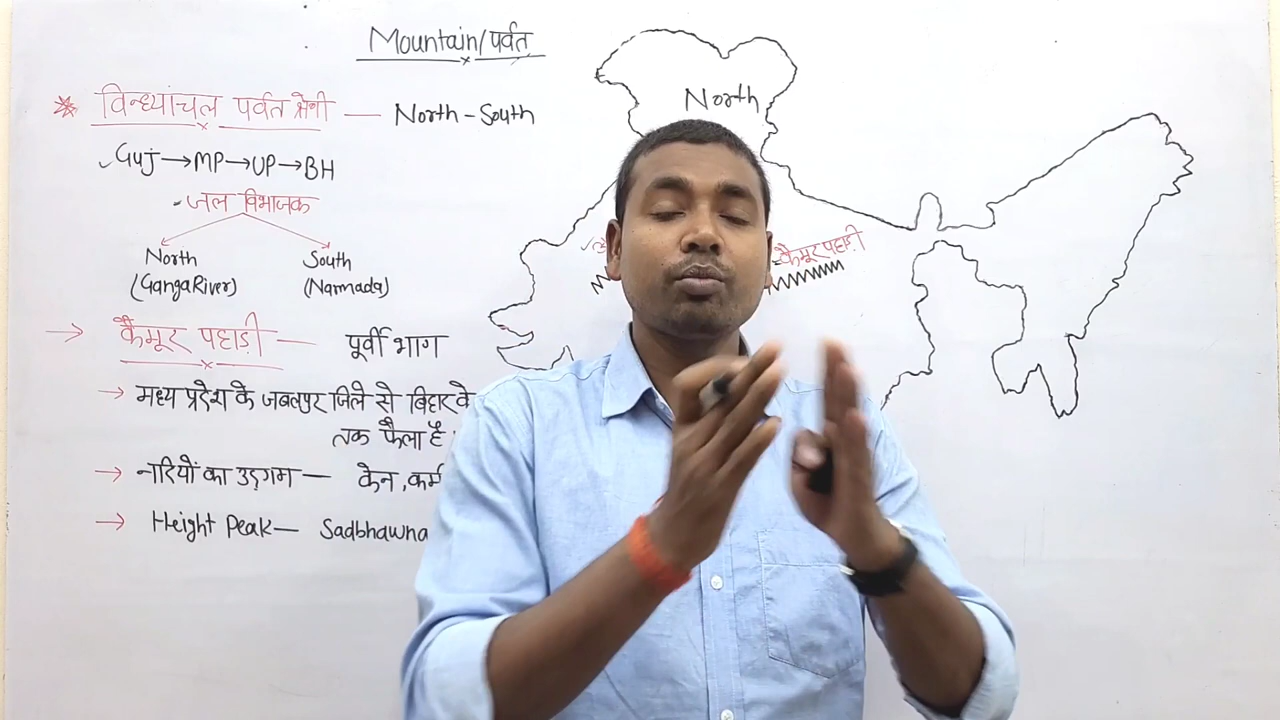 Mountain/पर्वत
विन्ध्यांचल पर्वत श्रेणी — North-South
Guj→MP→UP→BH
जल विभाजक
North South
(Ganga River) (Narmada)
→ कैमूर पहाड़ी — पूर्वी भाग
→ मध्य प्रदेश के जबलपुर जिले से बिहार के
तक फैला है
→ नदियों का उद्गम — केन,
→ Height Peak — Sadbhawna
North
कैमूर पहाड़ी